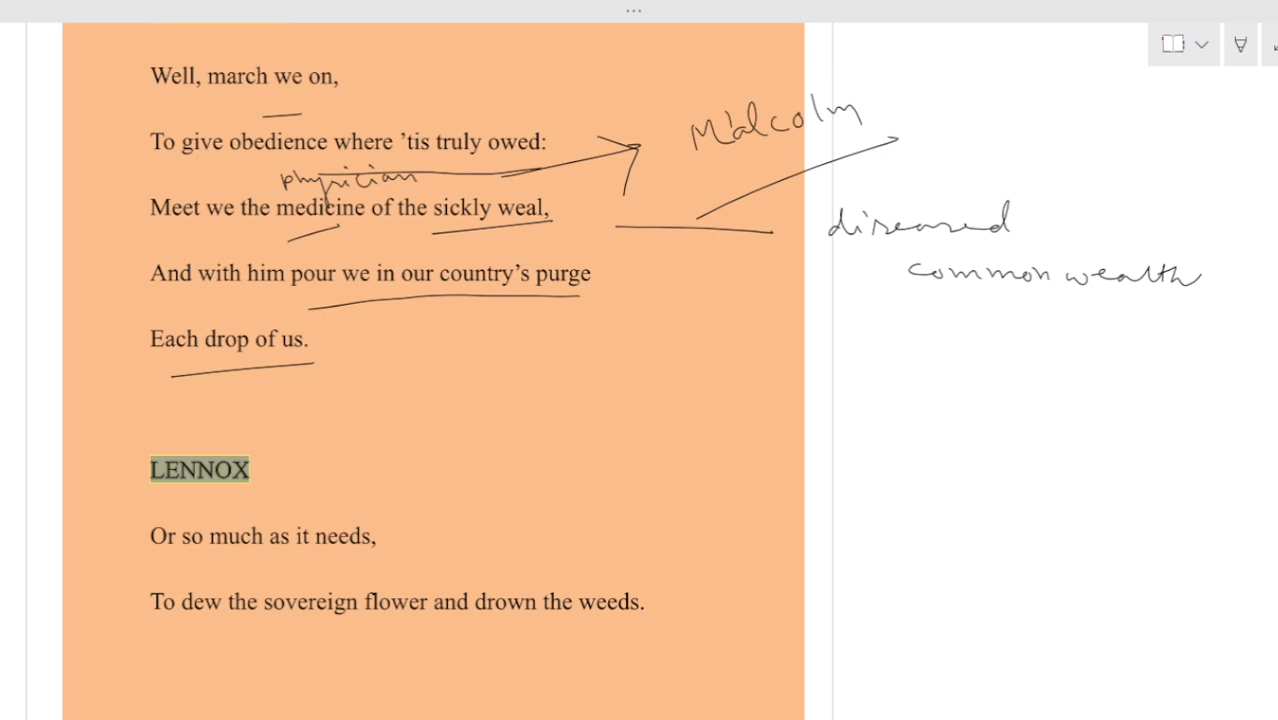 Well, march we on,
Malcolm
To give obedience where ’tis truly owed:
physician
Meet we the medicine of the sickly weal,
diseased
common wealth
And with him pour we in our country’s purge
Each drop of us.
LENNOX
Or so much as it needs,
To dew the sovereign flower and drown the weeds.